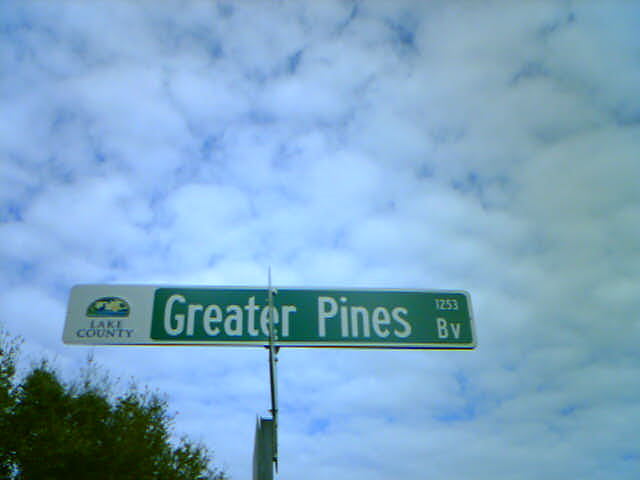 LAKE
COUNTY
Greater Pines
1253
Bv